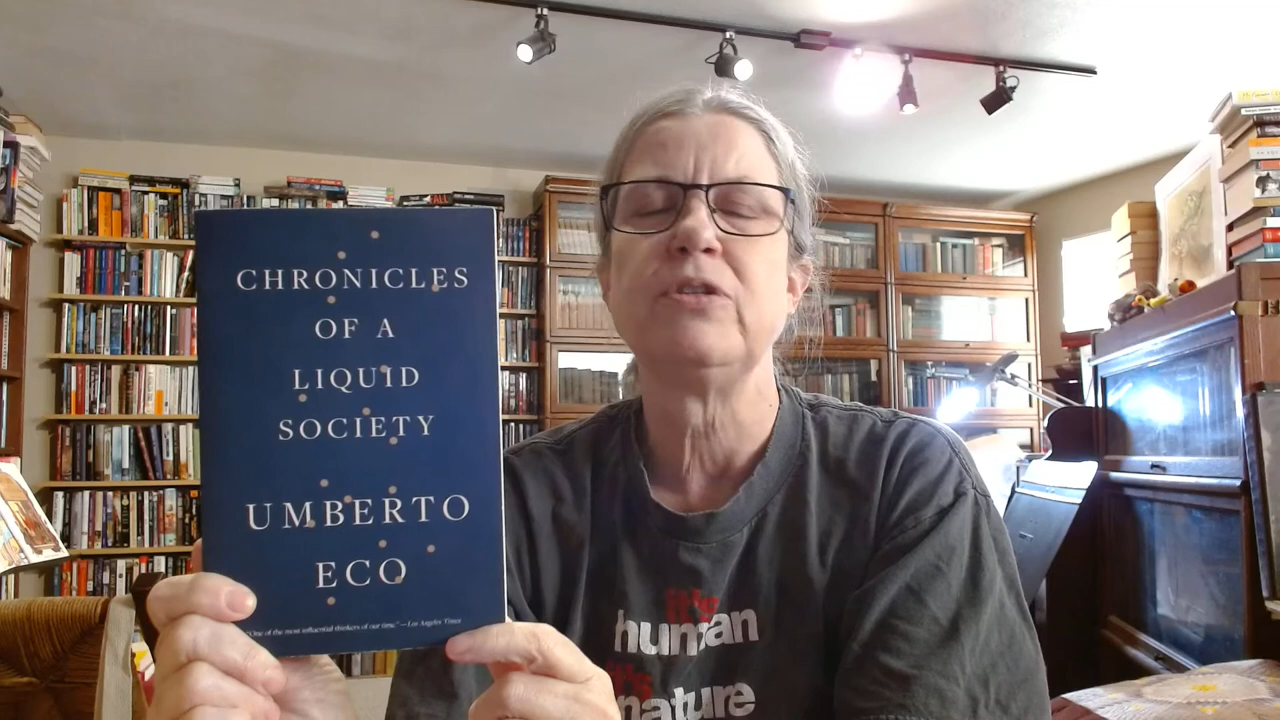 CHRONICLES
OF A
LIQUID
SOCIETY
UMBERTO
ECO
"One of the most influential thinkers of our time." —Los Angeles Times
it's
human
it's
nature